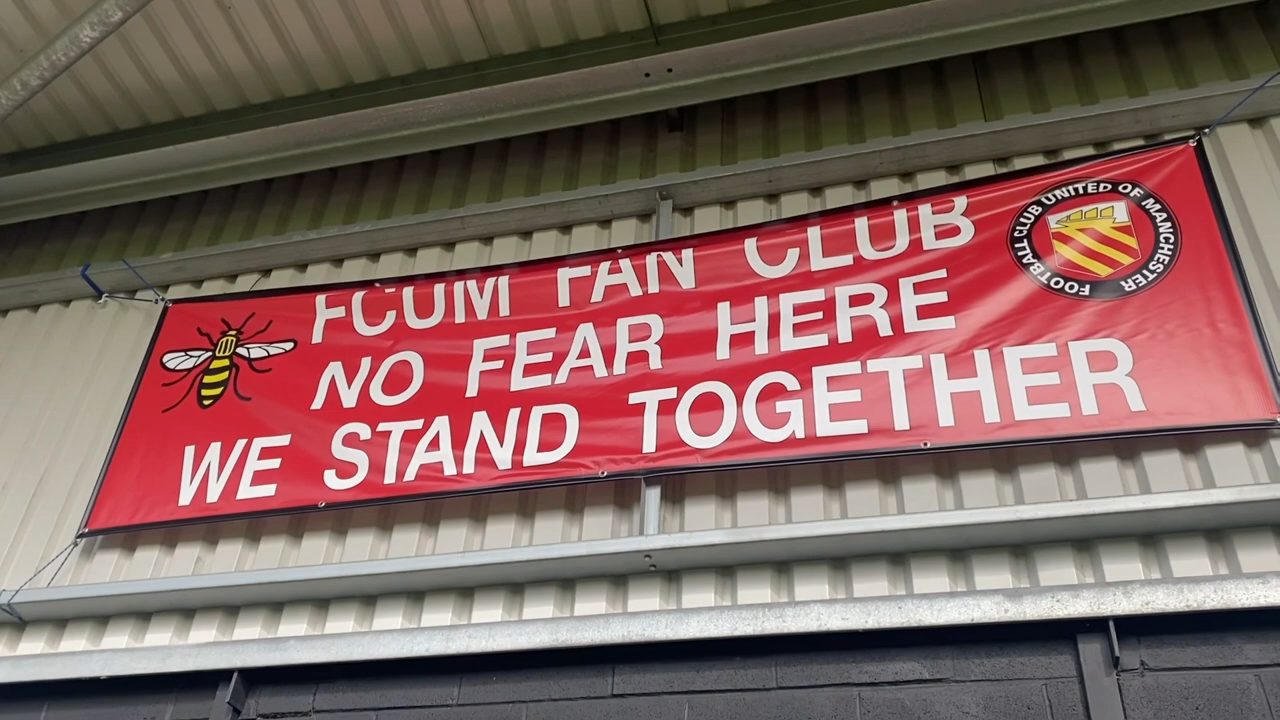 FCUM FAN CLUB
NO FEAR HERE
WE STAND TOGETHER
FOOTBALL CLUB UNITED OF MANCHESTER